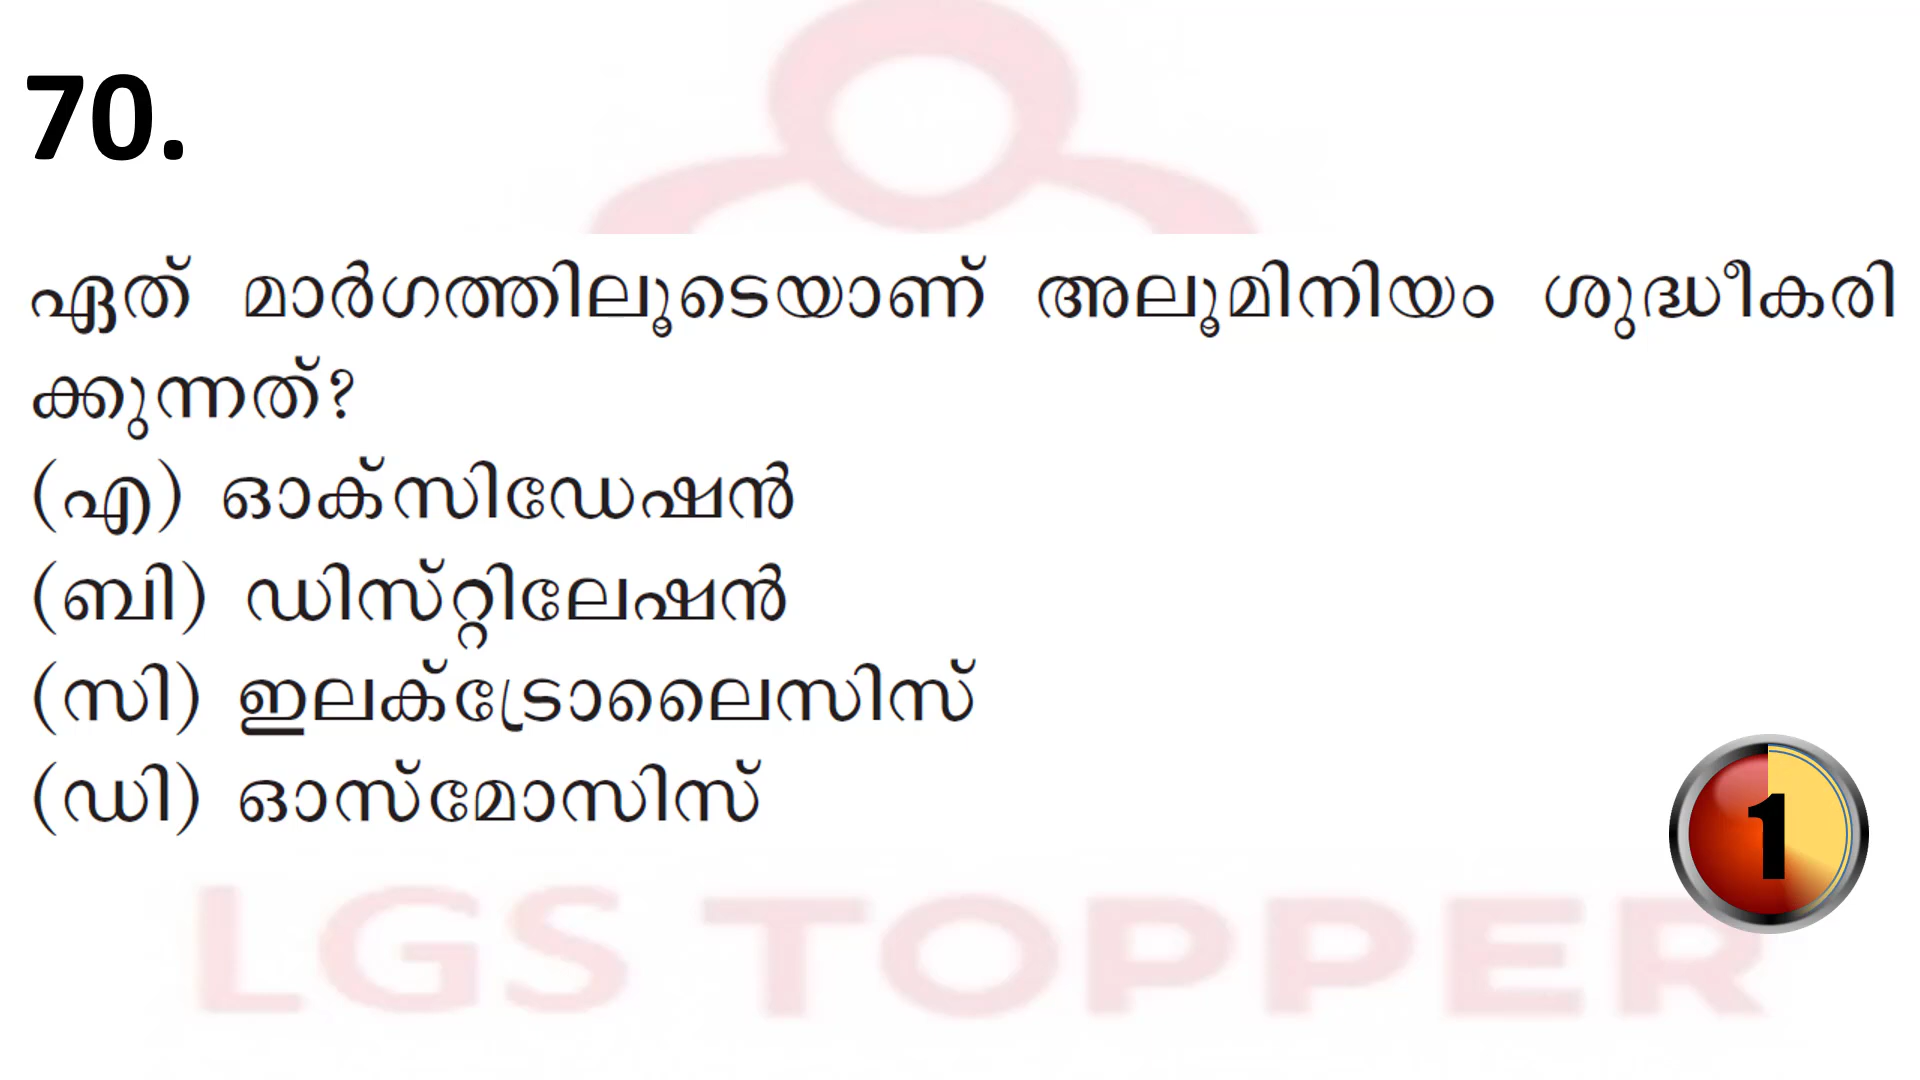 70.
ഏത് മാർഗത്തിലൂടെയാണ് അലൂമിനിയം ശുദ്ധീകരി
ക്കുന്നത്?
(എ) ഓക്സിഡേഷൻ
(ബി) ഡിസ്റ്റിലേഷൻ
(സി) ഇലക്ട്രോലൈസിസ്
(ഡി) ഓസ്മോസിസ്
1
LGS TOPPER